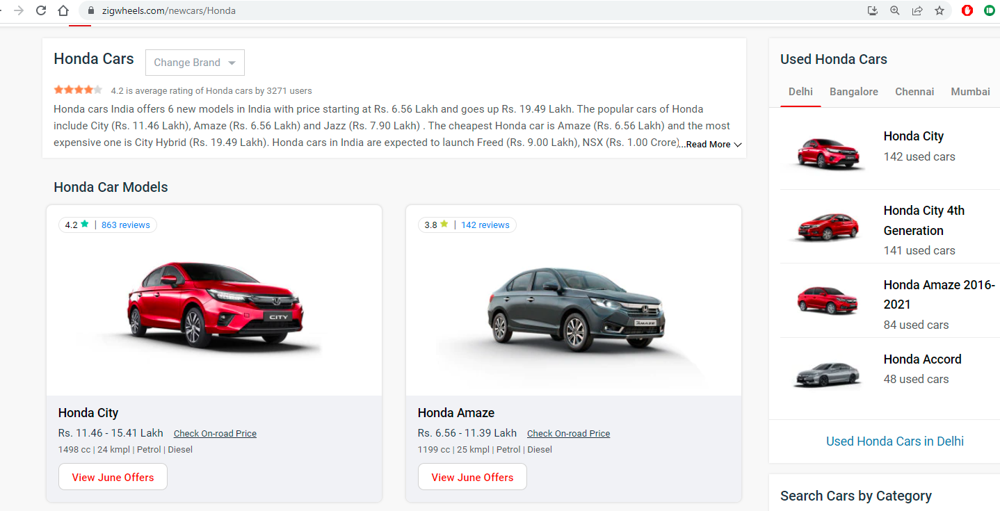 zigwheels.com/newcars/Honda
Honda Cars
Change Brand
4.2 is average rating of Honda cars by 3271 users
Honda cars India offers 6 new models in India with price starting at Rs. 6.56 Lakh and goes up Rs. 19.49 Lakh. The popular cars of Honda
include City (Rs. 11.46 Lakh), Amaze (Rs. 6.56 Lakh) and Jazz (Rs. 7.90 Lakh) . The cheapest Honda car is Amaze (Rs. 6.56 Lakh) and the most
expensive one is City Hybrid (Rs. 19.49 Lakh). Honda cars in India are expected to launch Freed (Rs. 9.00 Lakh), NSX (Rs. 1.00 Crore)...Read More
Honda Car Models
4.2 | 863 reviews
CITY
Honda City
Rs. 11.46 - 15.41 Lakh Check On-road Price
1498 cc | 24 kmpl | Petrol | Diesel
View June Offers
3.8 | 142 reviews
AMAZE
Honda Amaze
Rs. 6.56 - 11.39 Lakh Check On-road Price
1199 cc | 25 kmpl | Petrol | Diesel
View June Offers
Used Honda Cars
Delhi Bangalore Chennai Mumbai
Honda City
142 used cars
Honda City 4th
Generation
141 used cars
Honda Amaze 2016-
2021
84 used cars
Honda Accord
48 used cars
Used Honda Cars in Delhi
Search Cars by Category